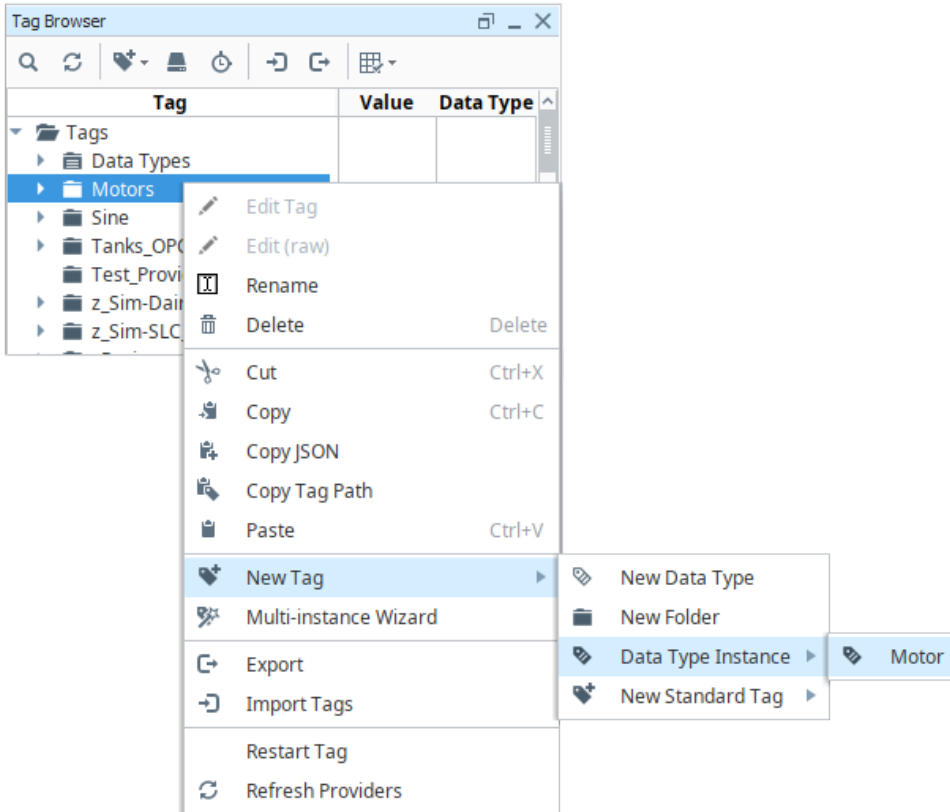 Tag Browser
Tag Value Data Type
Tags
Data Types
Motors
Sine
Tanks_OPC
Test_Provi
z_Sim-Dair
z_Sim-SLC_
Edit Tag
Edit (raw)
Rename
Delete Delete
Cut Ctrl+X
Copy Ctrl+C
Copy JSON
Copy Tag Path
Paste Ctrl+V
New Tag
Multi-instance Wizard
Export
Import Tags
Restart Tag
Refresh Providers
New Data Type
New Folder
Data Type Instance
New Standard Tag
Motor